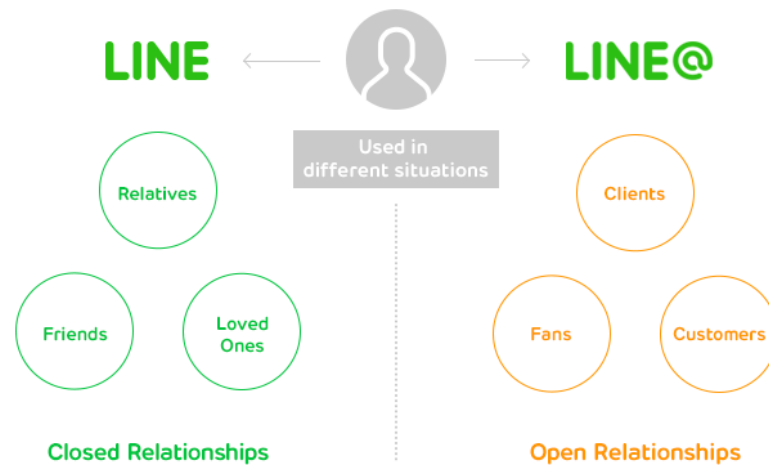 LINE
LINE@
Used in
different situations
Relatives
Friends
Loved
Ones
Closed Relationships
Clients
Fans
Customers
Open Relationships